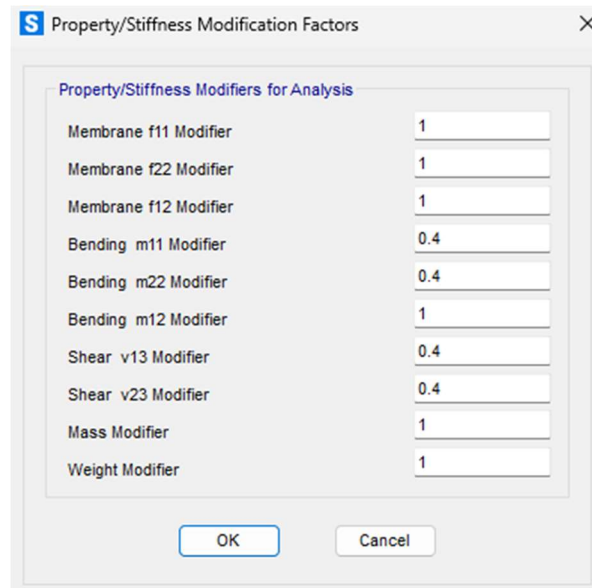 S Property/Stiffness Modification Factors
Property/Stiffness Modifiers for Analysis
Membrane f11 Modifier 1
Membrane f22 Modifier 1
Membrane f12 Modifier 1
Bending m11 Modifier 0.4
Bending m22 Modifier 0.4
Bending m12 Modifier 1
Shear v13 Modifier 0.4
Shear v23 Modifier 0.4
Mass Modifier 1
Weight Modifier 1
OK Cancel